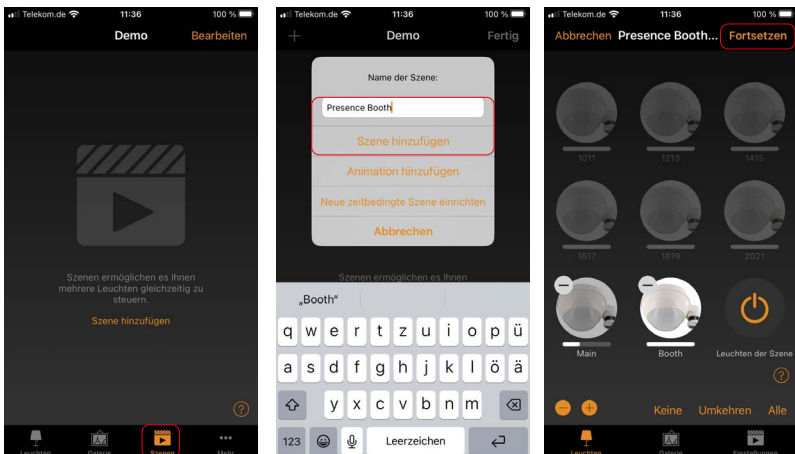 Telekom.de 11:36 100 %
Demo Bearbeiten
Szenen ermöglichen es Ihnen
mehrere Leuchten gleichzeitig zu
steuern.
Szene hinzufügen
?
Leuchten Galerie Szenen Mehr
Telekom.de 11:36 100 %
+ Demo Fertig
Name der Szene:
Presence Booth
Szene hinzufügen
Animation hinzufügen
Neue zeitbedingte Szene einrichten
Abbrechen
Szenen ermöglichen es Ihnen
„Booth“
q w e r t z u i o p ü
a s d f g h j k l ö ä
y x c v b n m
123 Leerzeichen
Telekom.de 11:36 100 %
Abbrechen Presence Booth... Fortsetzen
1011 1213 1415
1617 1819 2021
Main Booth Leuchten der Szene
?
Keine Umkehren Alle
Leuchten Galerie Einstellungen